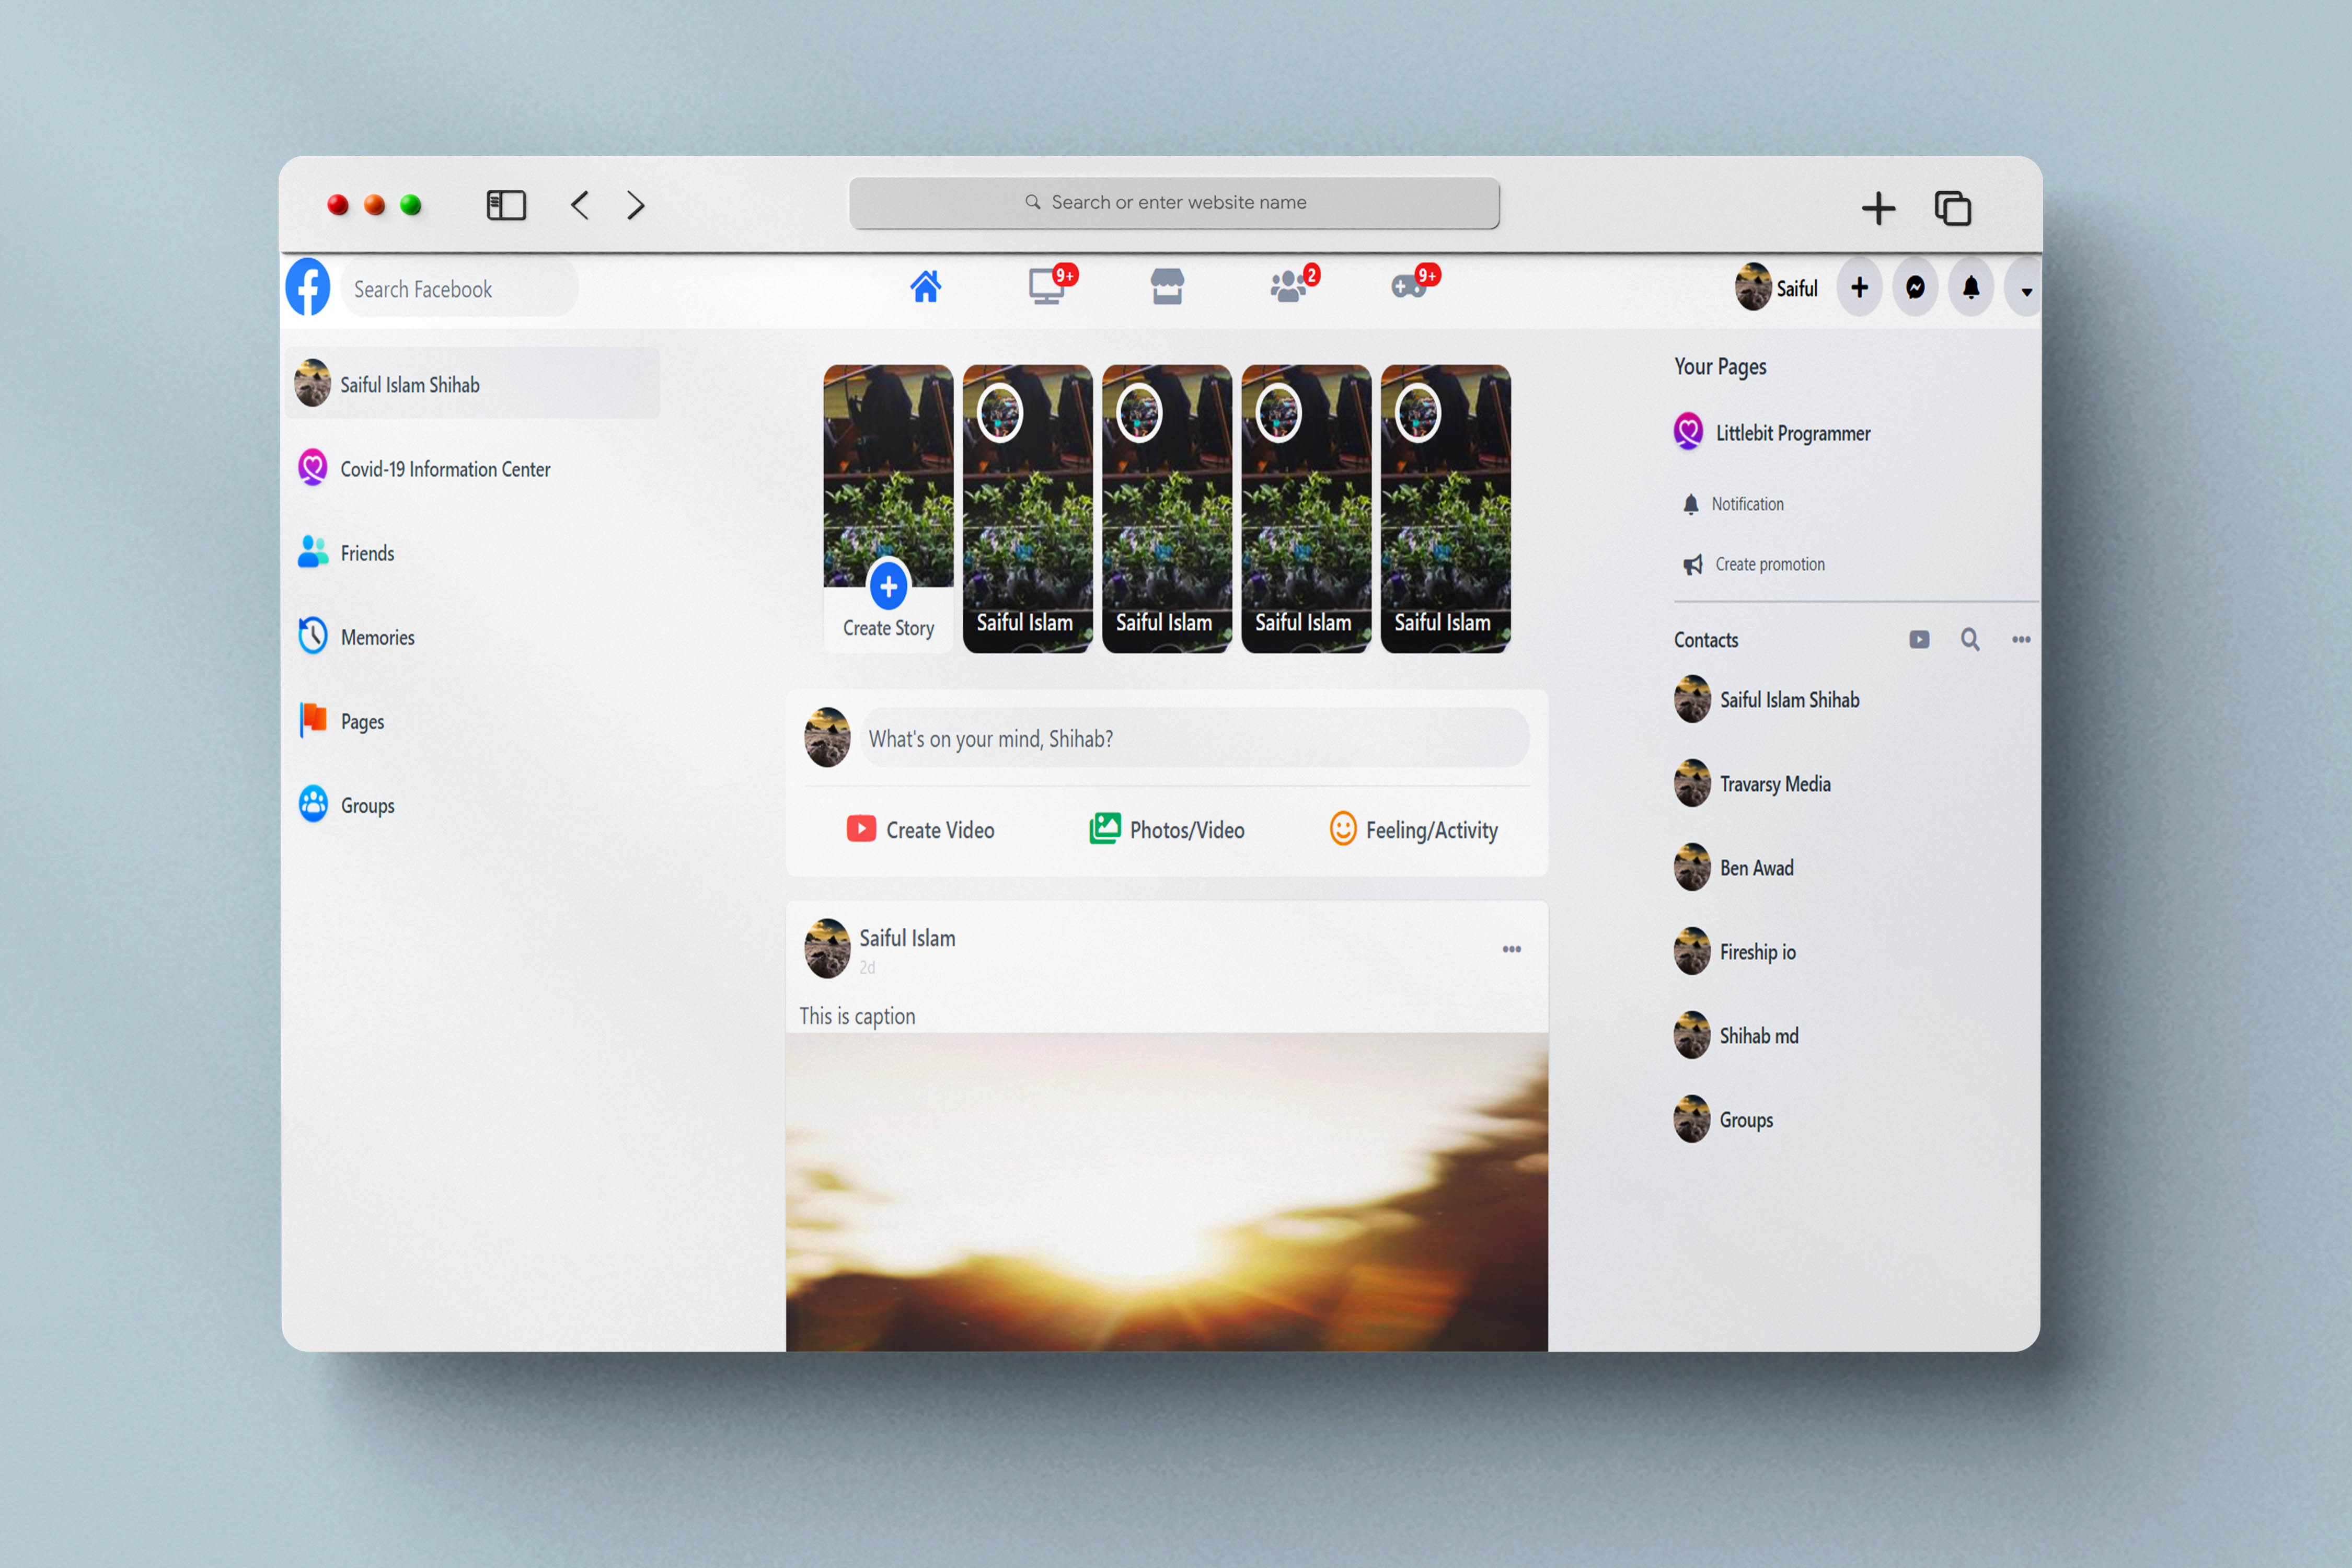 Search or enter website name
Search Facebook
9+
2
9+
Saiful
Saiful Islam Shihab
Covid-19 Information Center
Friends
Memories
Pages
Groups
Create Story
Saiful Islam
Saiful Islam
Saiful Islam
Saiful Islam
What's on your mind, Shihab?
Create Video
Photos/Video
Feeling/Activity
Saiful Islam
2d
This is caption
Your Pages
Littlebit Programmer
Notification
Create promotion
Contacts
Saiful Islam Shihab
Travarsy Media
Ben Awad
Fireship io
Shihab md
Groups